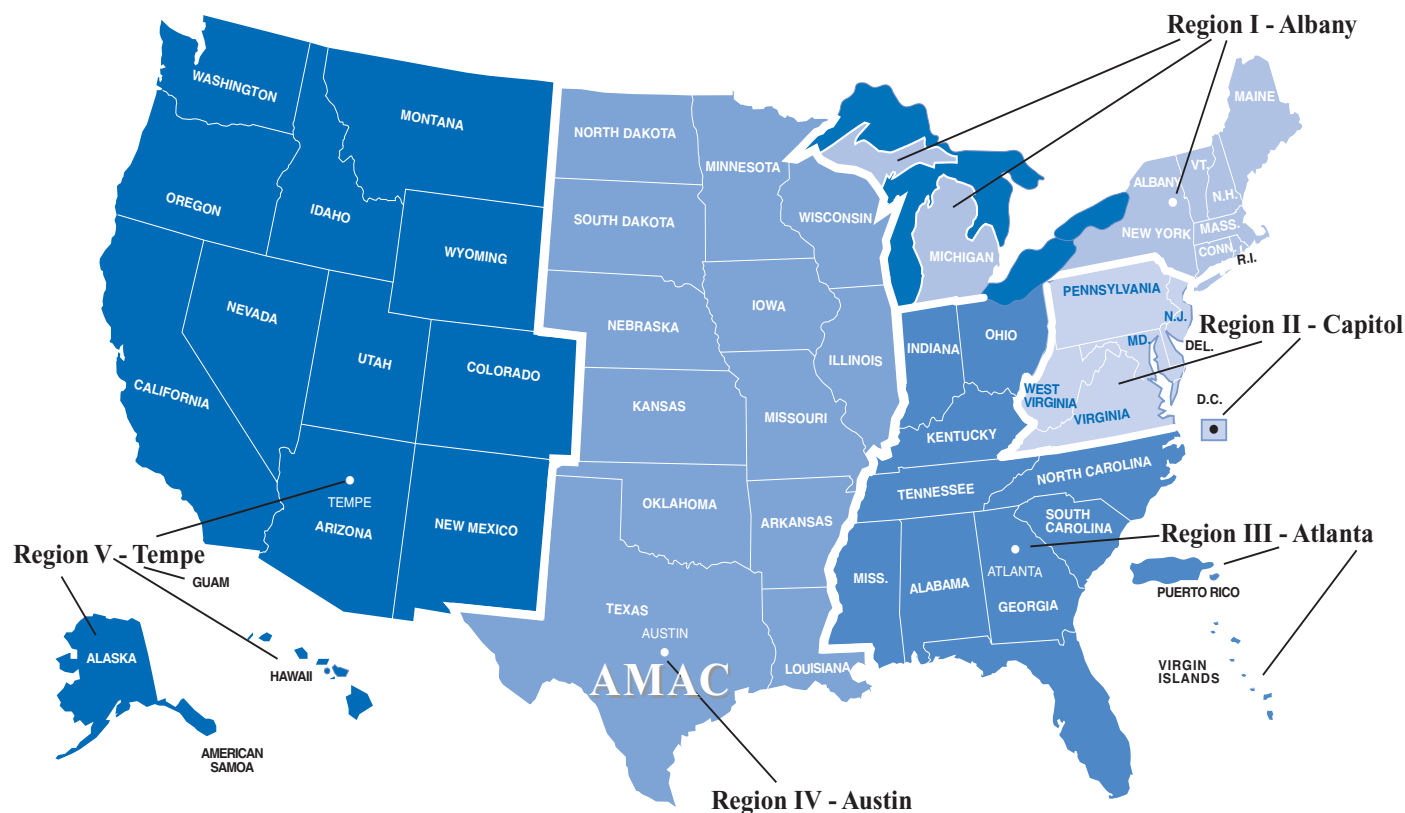 Region I - Albany
WASHINGTON
MAINE
MONTANA
NORTH DAKOTA
MINNESOTA
VT.
ALBANY
N.H.
OREGON
IDAHO
SOUTH DAKOTA
WISCONSIN
NEW YORK
MASS.
CONN.
R.I.
WYOMING
MICHIGAN
PENNSYLVANIA
NEVADA
IOWA
N.J.
NEBRASKA
Region II - Capitol
OHIO
MD.
DEL.
INDIANA
UTAH
ILLINOIS
COLORADO
CALIFORNIA
WEST
VIRGINIA
D.C.
KANSAS
MISSOURI
VIRGINIA
KENTUCKY
NORTH CAROLINA
TENNESSEE
TEMPE
OKLAHOMA
ARKANSAS
SOUTH
CAROLINA
ARIZONA
NEW MEXICO
Region III - Atlanta
Region V - Tempe
ATLANTA
GUAM
MISS.
ALABAMA
PUERTO RICO
TEXAS
GEORGIA
AUSTIN
ALASKA
HAWAII
LOUISIANA
VIRGIN
ISLANDS
AMAC
AMERICAN
SAMOA
Region IV - Austin